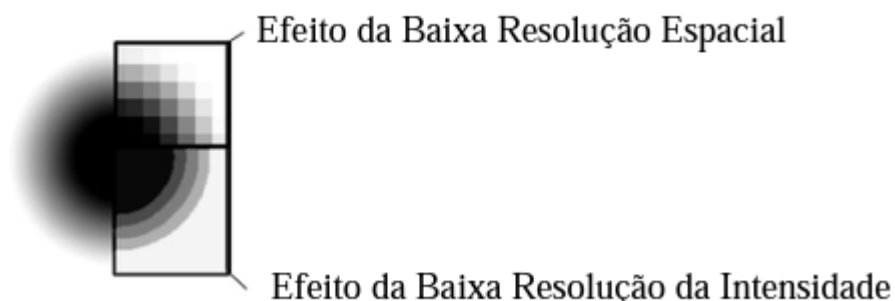 Efeito da Baixa Resolução Espacial
Efeito da Baixa Resolução da Intensidade